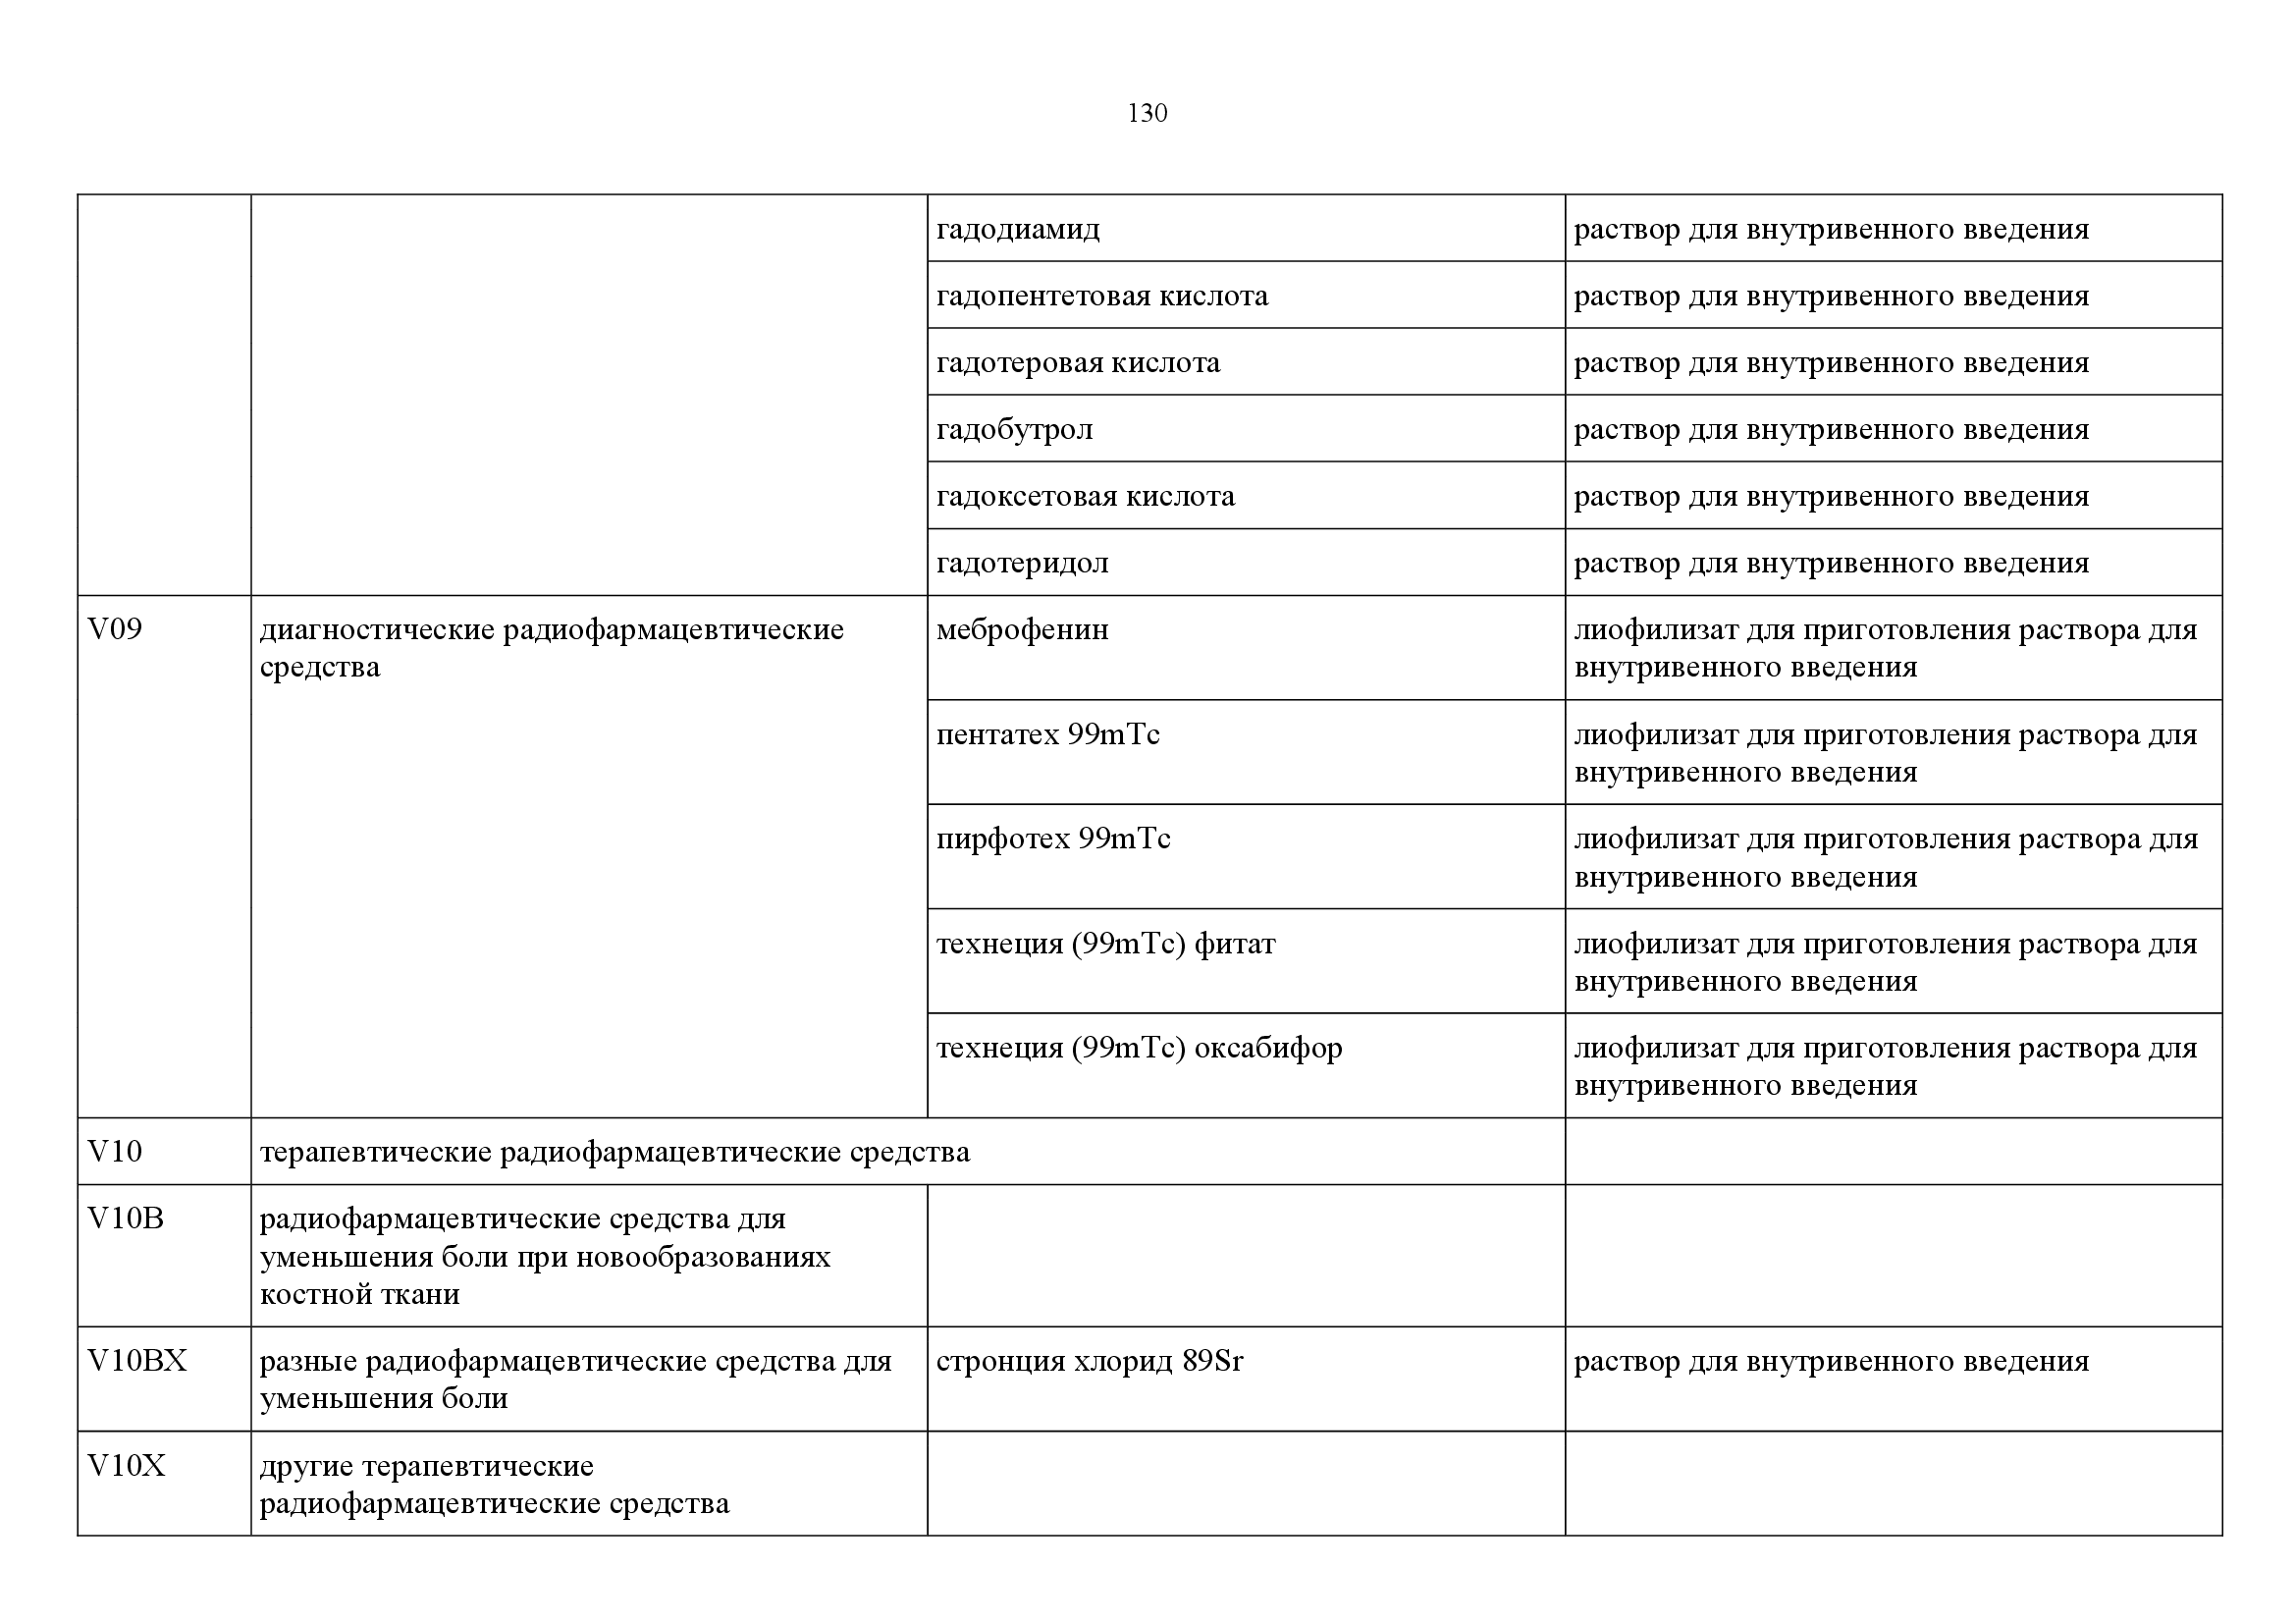 130
гадодиамид раствор для внутривенного введения
гадопентетовая кислота раствор для внутривенного введения
гадотеровая кислота раствор для внутривенного введения
гадобутрол раствор для внутривенного введения
гадоксетовая кислота раствор для внутривенного введения
гадотеридол раствор для внутривенного введения
V09 диагностические радиофармацевтические меброфенин лиофилизат для приготовления раствора для
средства внутривенного введения
пентатех 99mTc лиофилизат для приготовления раствора для
внутривенного введения
пирфотех 99mTc лиофилизат для приготовления раствора для
внутривенного введения
технеция (99mTc) фитат лиофилизат для приготовления раствора для
внутривенного введения
технеция (99mTc) оксабифор лиофилизат для приготовления раствора для
внутривенного введения
V10 терапевтические радиофармацевтические средства
V10B радиофармацевтические средства для
уменьшения боли при новообразованиях
костной ткани
V10BX разные радиофармацевтические средства для стронция хлорид 89Sr раствор для внутривенного введения
уменьшения боли
V10X другие терапевтические
радиофармацевтические средства